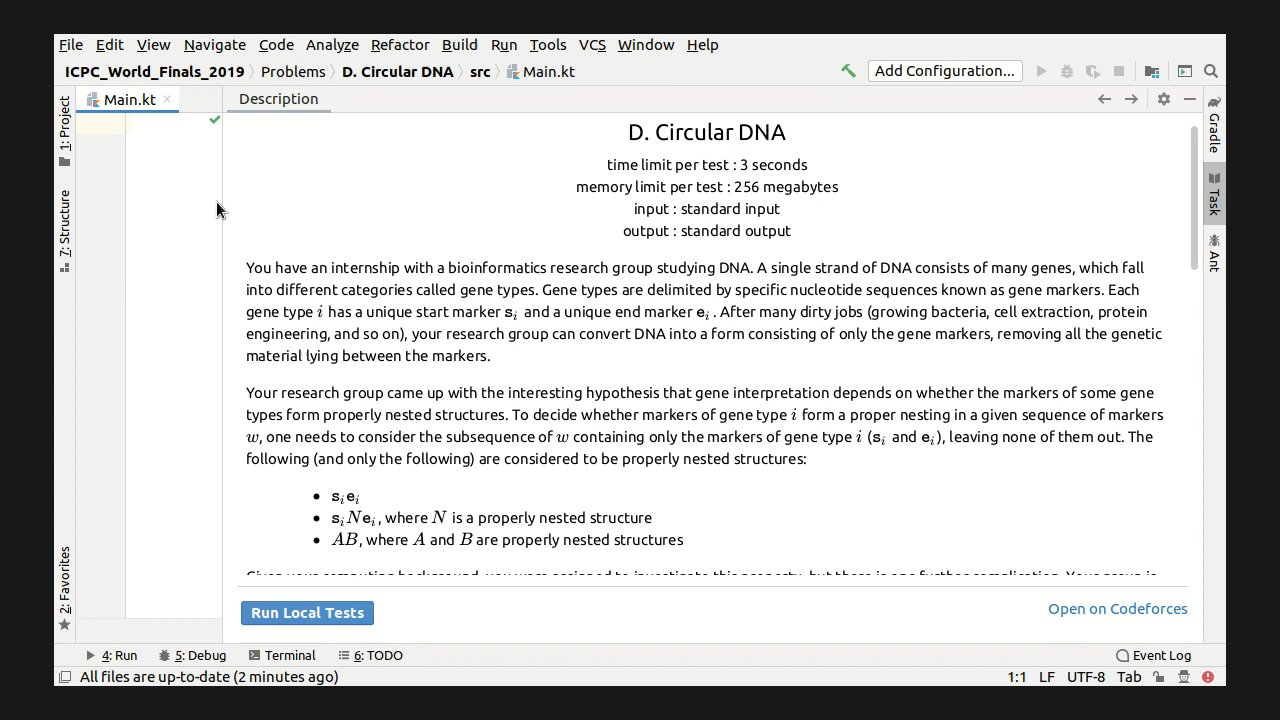 File Edit View Navigate Code Analyze Refactor Build Run Tools VCS Window Help
ICPC_World_Finals_2019 Problems D. Circular DNA src Main.kt Add Configuration...
Main.kt Description
1: Project
7: Structure
2: Favorites
D. Circular DNA
time limit per test : 3 seconds
memory limit per test : 256 megabytes
input : standard input
output : standard output
You have an internship with a bioinformatics research group studying DNA. A single strand of DNA consists of many genes, which fall
into different categories called gene types. Gene types are delimited by specific nucleotide sequences known as gene markers. Each
gene type i has a unique start marker sᵢ and a unique end marker eᵢ . After many dirty jobs (growing bacteria, cell extraction, protein
engineering, and so on), your research group can convert DNA into a form consisting of only the gene markers, removing all the genetic
material lying between the markers.
Your research group came up with the interesting hypothesis that gene interpretation depends on whether the markers of some gene
types form properly nested structures. To decide whether markers of gene type i form a proper nesting in a given sequence of markers
w, one needs to consider the subsequence of w containing only the markers of gene type i (sᵢ and eᵢ), leaving none of them out. The
following (and only the following) are considered to be properly nested structures:
• sᵢeᵢ
• sᵢNeᵢ, where N is a properly nested structure
• AB, where A and B are properly nested structures
Run Local Tests
Open on Codeforces
Gradle
Task
Ant
4: Run 5: Debug Terminal 6: TODO Event Log
All files are up-to-date (2 minutes ago) 1:1 LF UTF-8 Tab